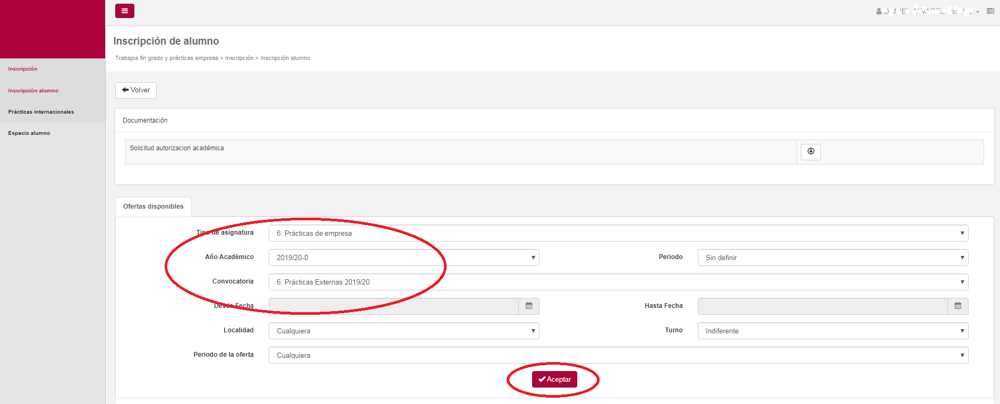 Inscripción de alumno
Trabajos fin grado y prácticas empresa > Inscripción > Inscripción alumno
Inscripción
Inscripción alumno
Prácticas internacionales
Espacio alumno
Volver
Documentación
Solicitud autorizacion académica
Ofertas disponibles
Tipo de asignatura 6: Prácticas de empresa
Año Académico 2019/20-0 Periodo Sin definir
Convocatoria 6: Prácticas Externas 2019/20
Desde Fecha Hasta Fecha
Localidad Cualquiera Turno Indiferente
Periodo de la oferta Cualquiera
Aceptar